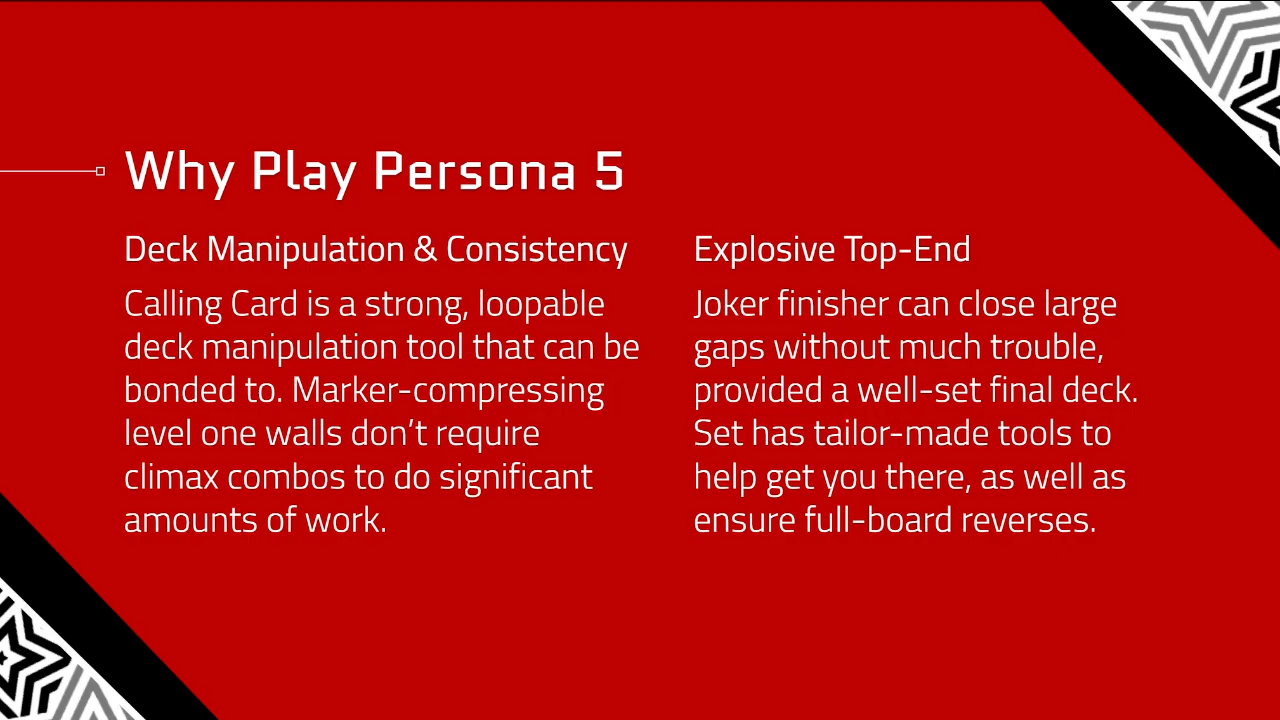 Why Play Persona 5
Deck Manipulation & Consistency
Calling Card is a strong, loopable
deck manipulation tool that can be
bonded to. Marker-compressing
level one walls don’t require
climax combos to do significant
amounts of work.
Explosive Top-End
Joker finisher can close large
gaps without much trouble,
provided a well-set final deck.
Set has tailor-made tools to
help get you there, as well as
ensure full-board reverses.